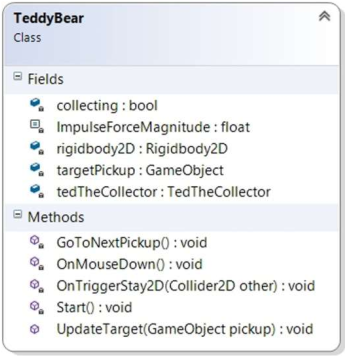 TeddyBear
Class
Fields
collecting : bool
ImpulseForceMagnitude : float
rigidbody2D : Rigidbody2D
targetPickup : GameObject
tedTheCollector : TedTheCollector
Methods
GoToNextPickup() : void
OnMouseDown() : void
OnTriggerStay2D(Collider2D other) : void
Start() : void
UpdateTarget(GameObject pickup) : void